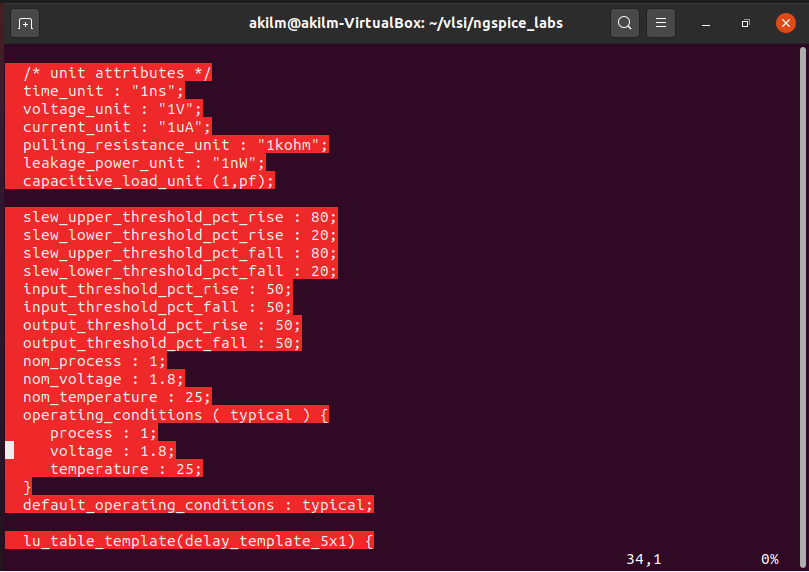 akilm@akilm-VirtualBox: ~/vlsi/ngspice_labs
/* unit attributes */
time_unit : "1ns";
voltage_unit : "1V";
current_unit : "1uA";
pulling_resistance_unit : "1kohm";
leakage_power_unit : "1nW";
capacitive_load_unit (1,pf);
slew_upper_threshold_pct_rise : 80;
slew_lower_threshold_pct_rise : 20;
slew_upper_threshold_pct_fall : 80;
slew_lower_threshold_pct_fall : 20;
input_threshold_pct_rise : 50;
input_threshold_pct_fall : 50;
output_threshold_pct_rise : 50;
output_threshold_pct_fall : 50;
nom_process : 1;
nom_voltage : 1.8;
nom_temperature : 25;
operating_conditions ( typical ) {
process : 1;
voltage : 1.8;
temperature : 25;
}
default_operating_conditions : typical;
lu_table_template(delay_template_5x1) {
34,1 0%